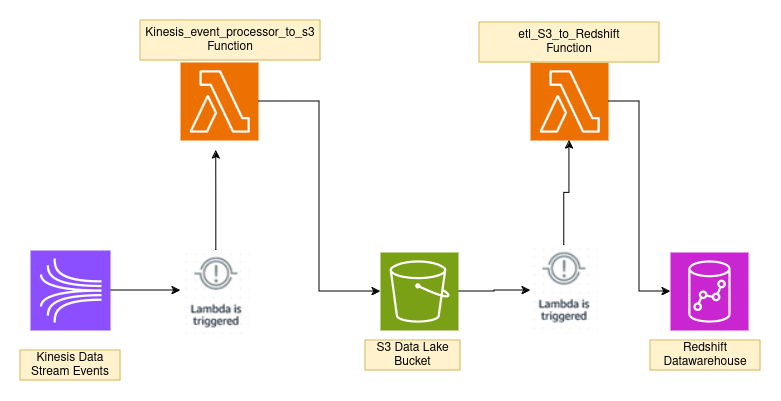 Kinesis_event_processor_to_s3
Function
etl_S3_to_Redshift
Function
Lambda is
triggered
Lambda is
triggered
Kinesis Data
Stream Events
S3 Data Lake
Bucket
Redshift
Datawarehouse